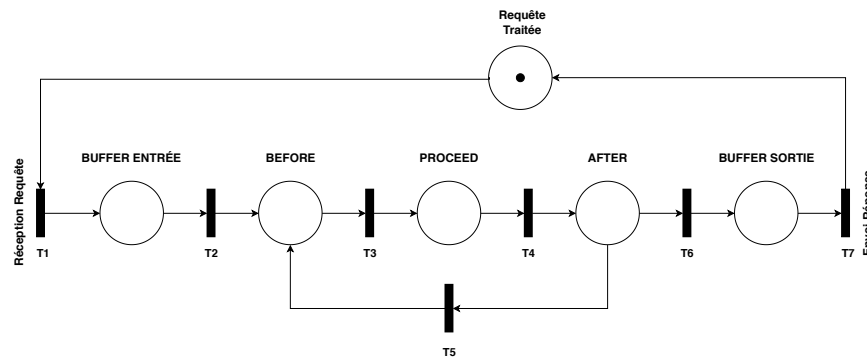 Requête
Traitée
BUFFER ENTRÉE
BEFORE
PROCEED
AFTER
BUFFER SORTIE
Réception Requête
T1
T2
T3
T4
T6
T7
T5